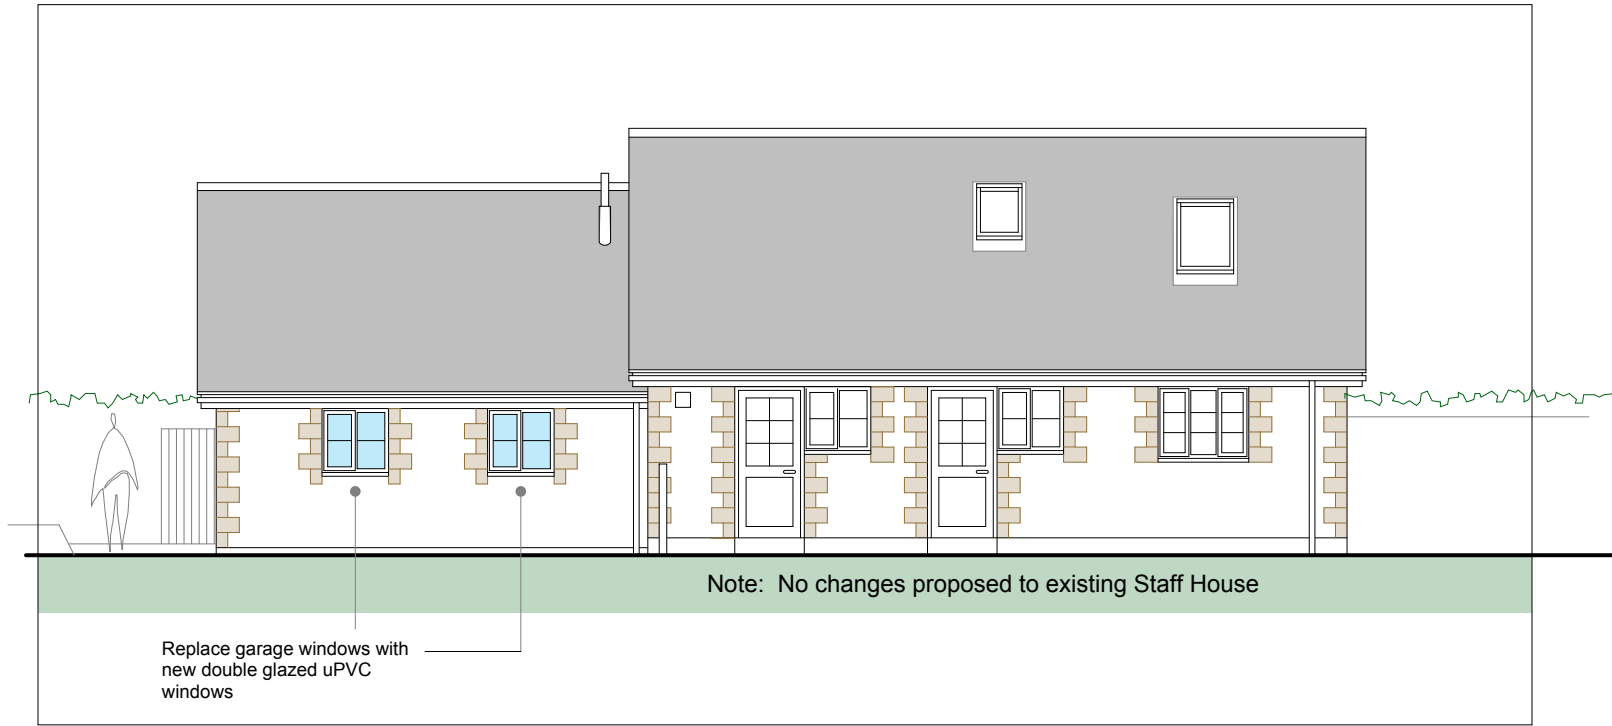 Note: No changes proposed to existing Staff House
Replace garage windows with
new double glazed uPVC
windows